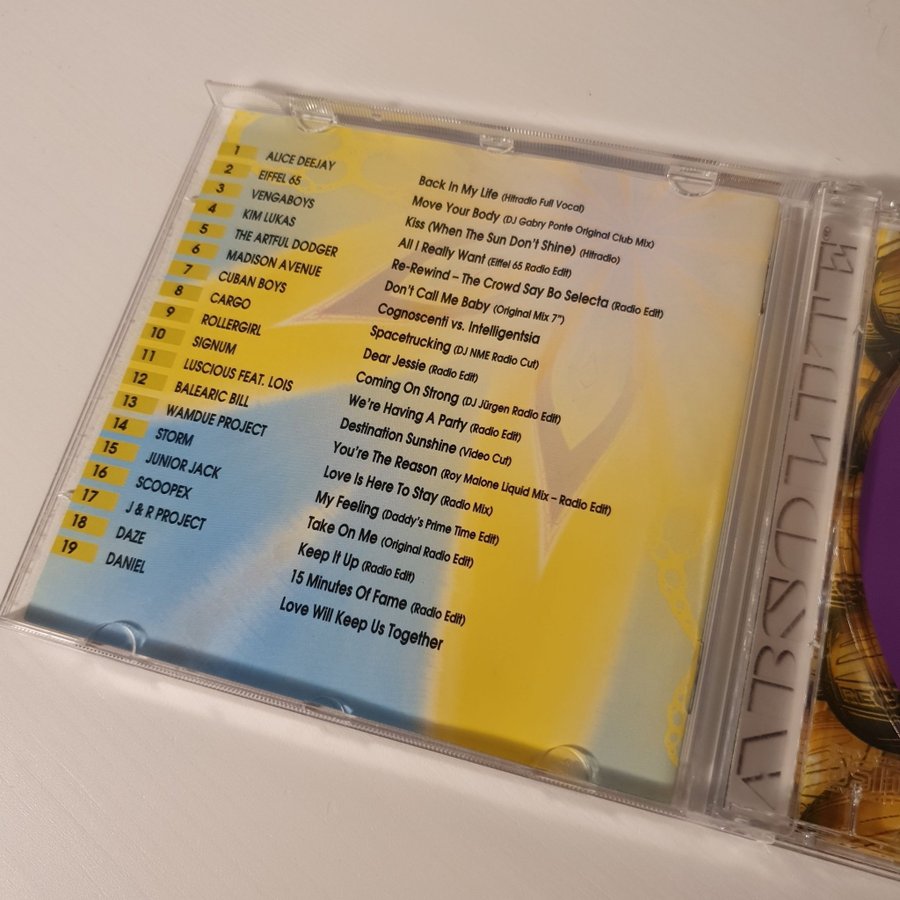 1 ALICE DEEJAY Back In My Life (Hitradio Full Vocal)
2 EIFFEL 65 Move Your Body (DJ Gabry Ponte Original Club Mix)
3 VENGABOYS Kiss (When The Sun Don't Shine) (Hitradio)
4 KIM LUKAS All I Really Want (Eiffel 65 Radio Edit)
5 THE ARTFUL DODGER Re-Rewind – The Crowd Say Bo Selecta (Radio Edit)
6 MADISON AVENUE Don't Call Me Baby (Original Mix 7")
7 CUBAN BOYS Cognoscenti vs. Intelligentsia
8 CARGO Spacetrucking (DJ NME Radio Cut)
9 ROLLERGIRL Dear Jessie (Radio Edit)
10 SIGNUM Coming On Strong (DJ Jürgen Radio Edit)
11 LUSCIOUS FEAT. LOIS We're Having A Party (Radio Edit)
12 BALEARIC BILL Destination Sunshine (Video Cut)
13 WAMDUE PROJECT You're The Reason (Roy Malone Liquid Mix – Radio Edit)
14 STORM Love Is Here To Stay (Radio Mix)
15 JUNIOR JACK My Feeling (Daddy's Prime Time Edit)
16 SCOOPEX Take On Me (Original Radio Edit)
17 J & R PROJECT Keep It Up (Radio Edit)
18 DAZE 15 Minutes Of Fame (Radio Edit)
19 DANIEL Love Will Keep Us Together